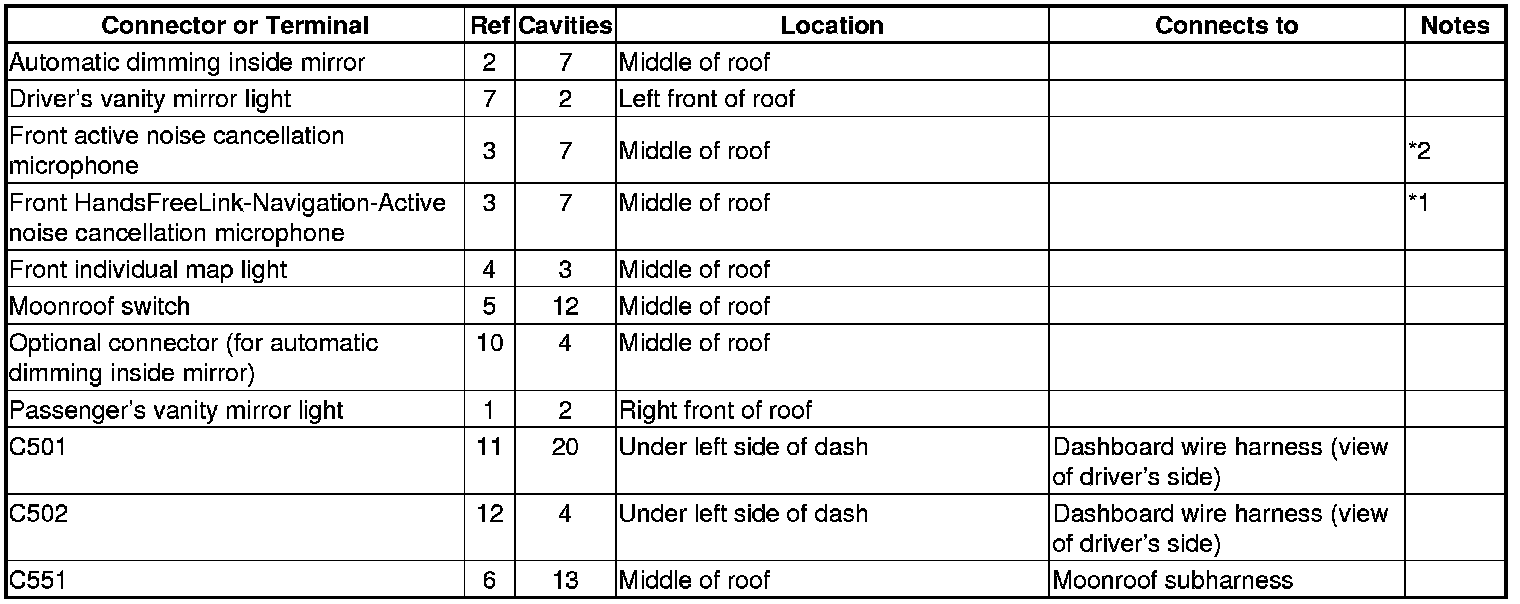 Connector or Terminal Ref Cavities Location Connects to Notes
Automatic dimming inside mirror 2 7 Middle of roof
Driver's vanity mirror light 7 2 Left front of roof
Front active noise cancellation
microphone 3 7 Middle of roof *2
Front HandsFreeLink-Navigation-Active 3 7 Middle of roof *1
noise cancellation microphone
Front individual map light 4 3 Middle of roof
Moonroof switch 5 12 Middle of roof
Optional connector (for automatic 10 4 Middle of roof
dimming inside mirror)
Passenger's vanity mirror light 1 2 Right front of roof
C501 11 20 Under left side of dash Dashboard wire harness (view
of driver's side)
C502 12 4 Under left side of dash Dashboard wire harness (view
of driver's side)
C551 6 13 Middle of roof Moonroof subharness